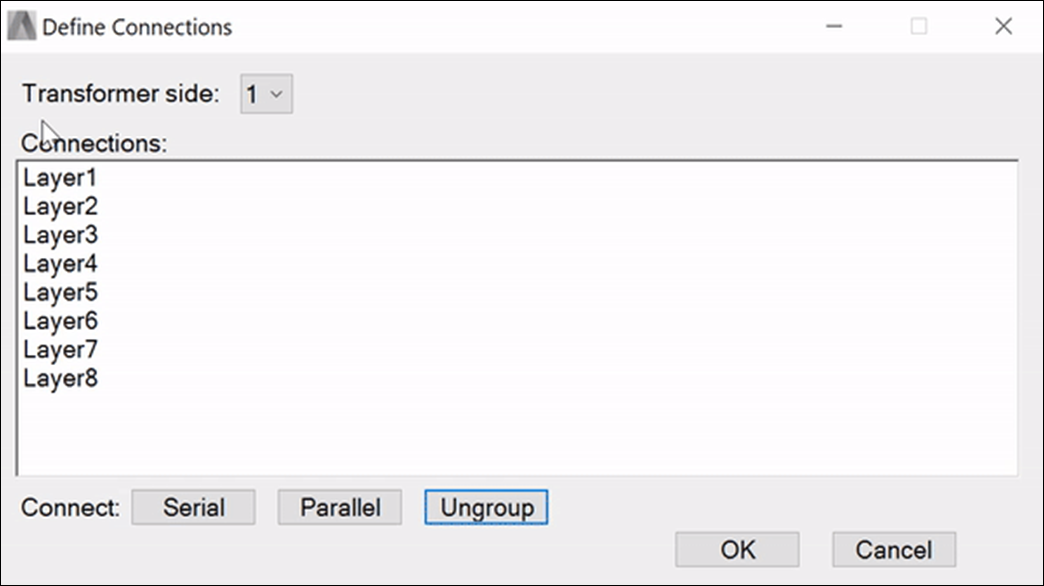 Define Connections
Transformer side: 1
Connections:
Layer1
Layer2
Layer3
Layer4
Layer5
Layer6
Layer7
Layer8
Connect: Serial Parallel Ungroup
OK Cancel